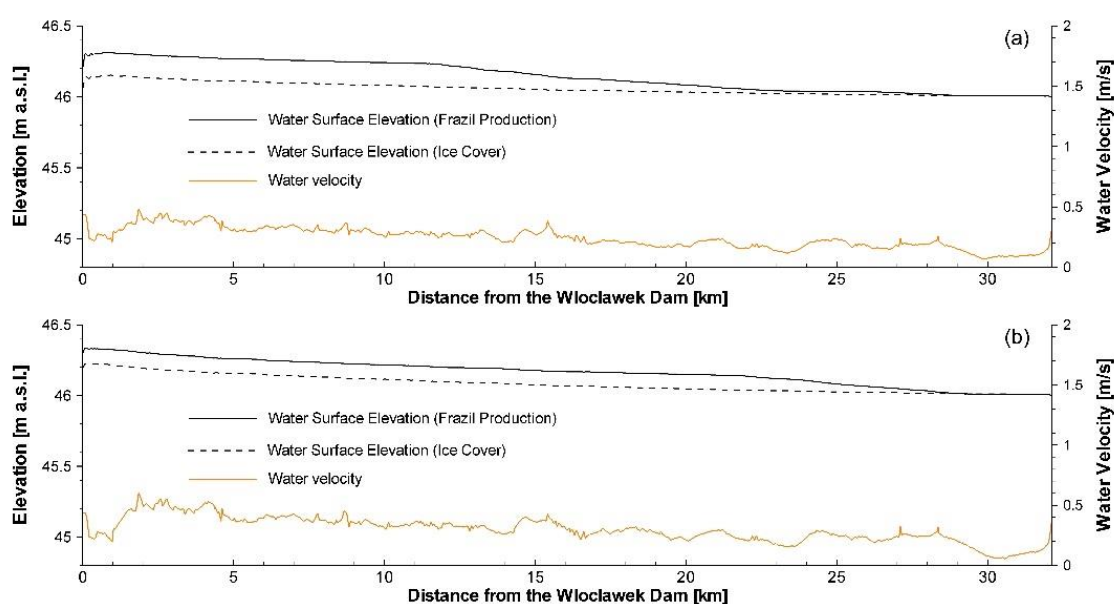 (a)
46.5
46
45.5
45
Elevation [m a.s.l.]
Water Surface Elevation (Frazil Production)
Water Surface Elevation (Ice Cover)
Water velocity
2
1.5
1
0.5
0
Water Velocity [m/s]
0 5 10 15 20 25 30
Distance from the Wloclawek Dam [km]
(b)
46.5
46
45.5
45
Elevation [m a.s.l.]
Water Surface Elevation (Frazil Production)
Water Surface Elevation (Ice Cover)
Water velocity
2
1.5
1
0.5
0
Water Velocity [m/s]
0 5 10 15 20 25 30
Distance from the Wloclawek Dam [km]